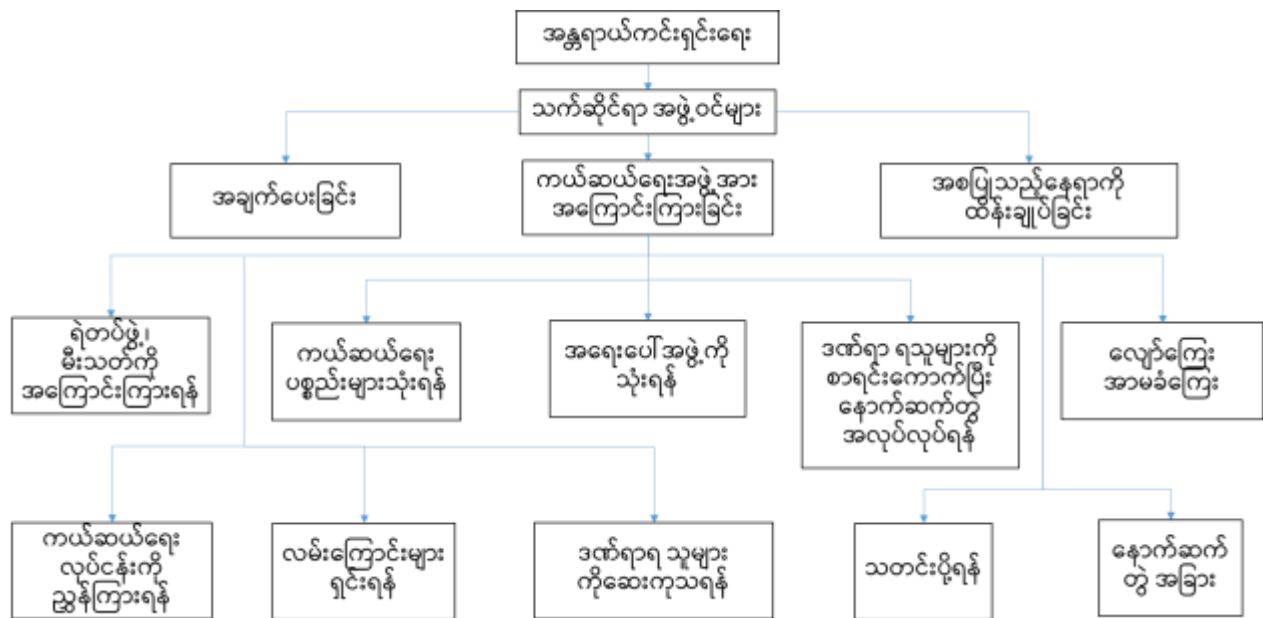 အန္တရာယ်ကင်းရှင်းရေး
သက်ဆိုင်ရာ အဖွဲ့ဝင်များ
အချက်ပေးခြင်း
ကယ်ဆယ်ရေးအဖွဲ့အား
အကြောင်းကြားခြင်း
အစပြုသည့်နေရာကို
ထိန်းချုပ်ခြင်း
ရဲတပ်ဖွဲ့၊
မီးသတ်ကို
အကြောင်းကြားရန်
ကယ်ဆယ်ရေး
ပစ္စည်းများသုံးရန်
အရေးပေါ်အဖွဲ့ကို
သုံးရန်
ဒဏ်ရာ ရသူများကို
စာရင်းကောက်ပြီး
နောက်ဆက်တွဲ
အလုပ်လုပ်ရန်
လျော်ကြေး
အာမခံကြေး
ကယ်ဆယ်ရေး
လုပ်ငန်းကို
ညွှန်ကြားရန်
လမ်းကြောင်းများ
ရှင်းရန်
ဒဏ်ရာရ သူများ
ကိုဆေးကုသရန်
သတင်းပို့ရန်
နောက်ဆက်
တွဲ အခြား